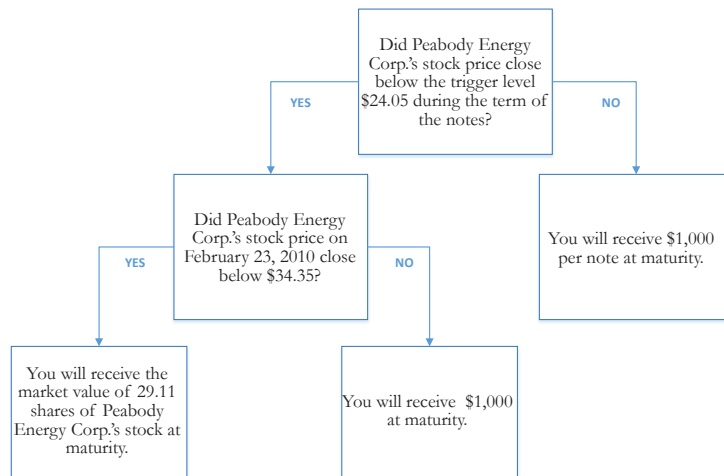 Did Peabody Energy
Corp.'s stock price close
below the trigger level
$24.05 during the term of
the notes?
YES
NO
Did Peabody Energy
Corp.'s stock price on
February 23, 2010 close
below $34.35?
You will receive $1,000
per note at maturity.
YES
NO
You will receive the
market value of 29.11
shares of Peabody
Energy Corp.'s stock at
maturity.
You will receive $1,000
at maturity.